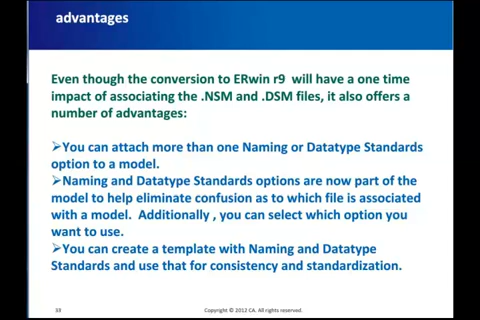 advantages
Even though the conversion to ERwin r9 will have a one time
impact of associating the .NSM and .DSM files, it also offers a
number of advantages:
➢You can attach more than one Naming or Datatype Standards
option to a model.
➢Naming and Datatype Standards options are now part of the
model to help eliminate confusion as to which file is associated
with a model. Additionally , you can select which option you
want to use.
➢You can create a template with Naming and Datatype
Standards and use that for consistency and standardization.
33 Copyright © 2012 CA. All rights reserved.